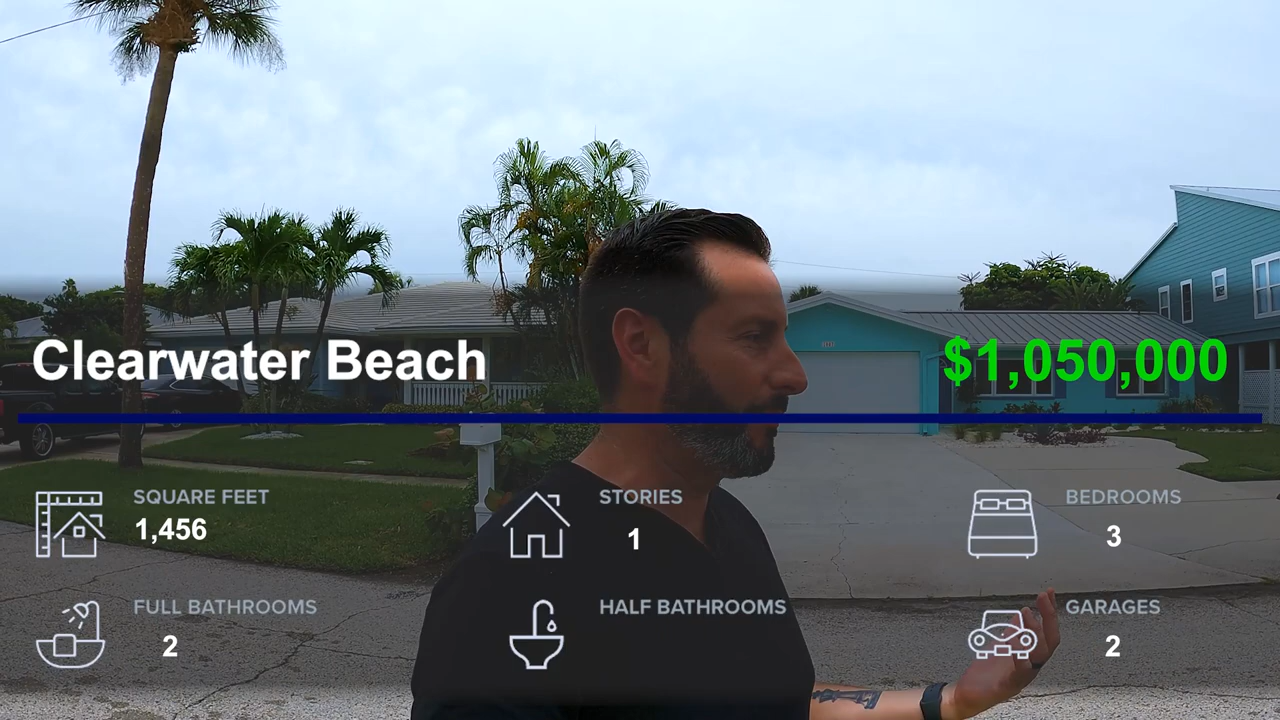 Clearwater Beach
$1,050,000
SQUARE FEET
1,456
STORIES
1
BEDROOMS
3
FULL BATHROOMS
2
HALF BATHROOMS
GARAGES
2